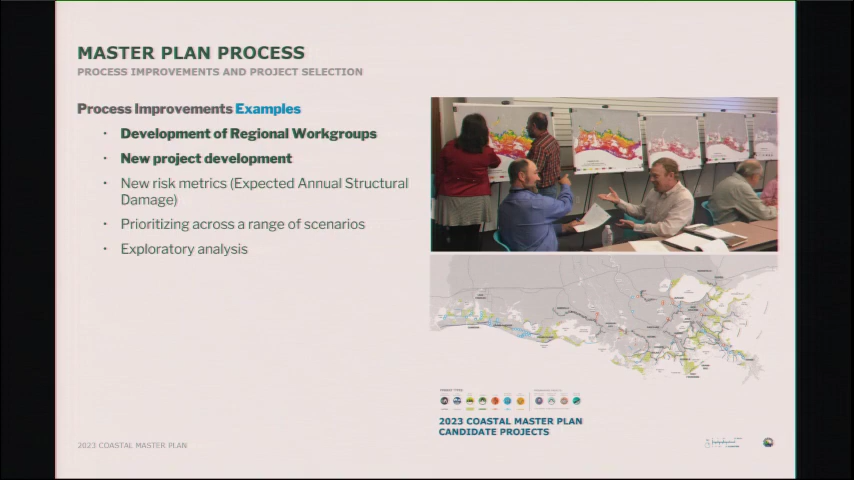 MASTER PLAN PROCESS
PROCESS IMPROVEMENTS AND PROJECT SELECTION
Process Improvements Examples
• Development of Regional Workgroups
• New project development
• New risk metrics (Expected Annual Structural
Damage)
• Prioritizing across a range of scenarios
• Exploratory analysis
2023 COASTAL MASTER PLAN
CANDIDATE PROJECTS
2023 COASTAL MASTER PLAN